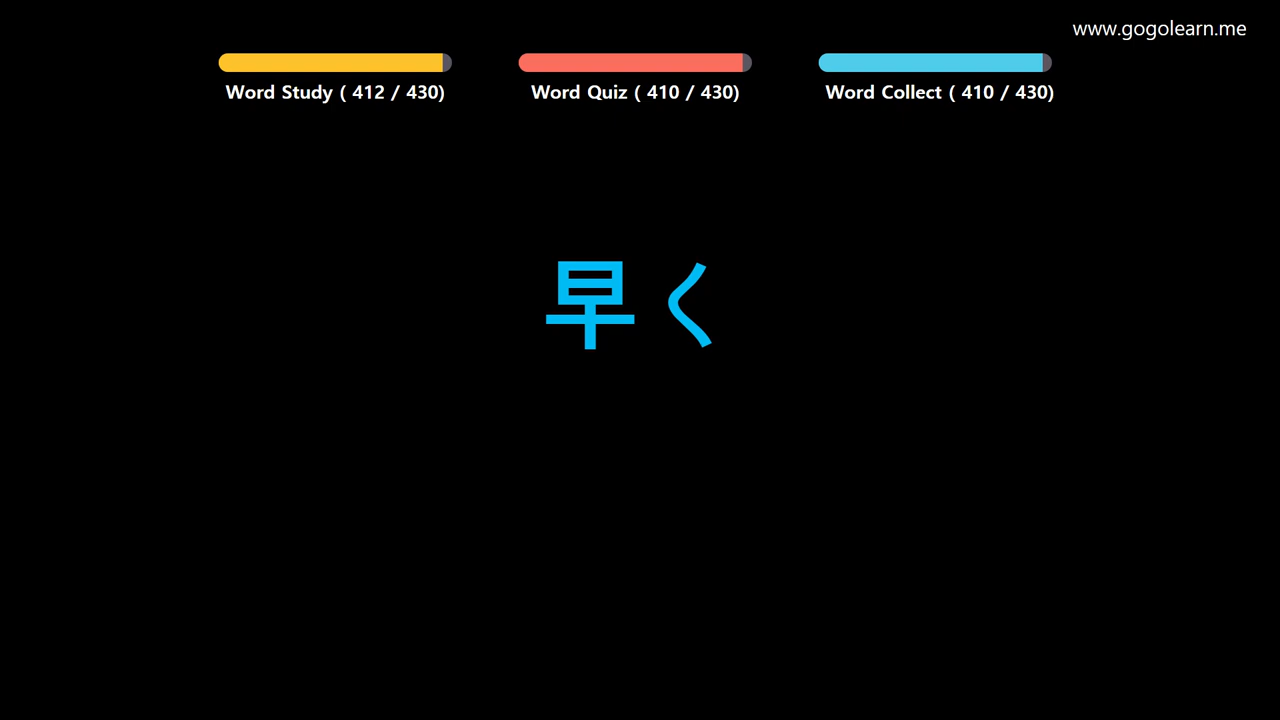 www.gogolearn.me
Word Study ( 412 / 430)
Word Quiz ( 410 / 430)
Word Collect ( 410 / 430)
早く